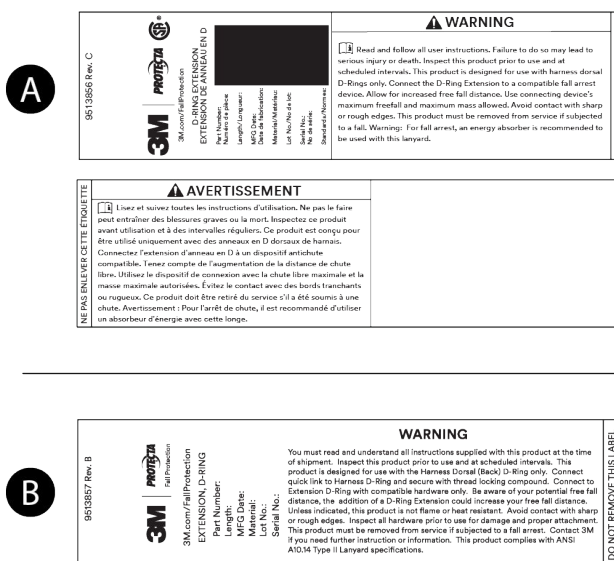 A
9513856 Rev. C
3M
PROTECTA
3M.com/FallProtection
D-RING EXTENSION
EXTENSION DE ANNEAU EN D
Part Number:
Numéro de pièce:
Length/Longueur:
MFG Date:
Date de fabrication:
Material/Matériau:
Lot No./No de lot:
Serial No.:
No de série:
Standards/Normes:
WARNING
Read and follow all user instructions. Failure to do so may lead to
serious injury or death. Inspect this product prior to use and at
scheduled intervals. This product is designed for use with harness dorsal
D-Rings only. Connect the D-Ring Extension to a compatible fall arrest
device. Allow for increased free fall distance. Use connecting device's
maximum freefall and maximum mass allowed. Avoid contact with sharp
or rough edges. This product must be removed from service if subjected
to a fall. Warning: For fall arrest, an energy absorber is recommended to
be used with this lanyard.
NE PAS ENLEVER CETTE ÉTIQUETTE
AVERTISSEMENT
Lisez et suivez toutes les instructions d'utilisation. Ne pas le faire
peut entraîner des blessures graves ou la mort. Inspectez ce produit
avant utilisation et à des intervalles réguliers. Ce produit est conçu pour
être utilisé uniquement avec des anneaux en D dorsaux de harnais.
Connectez l'extension d'anneau en D à un dispositif antichute
compatible. Tenez compte de l'augmentation de la distance de chute
libre. Utilisez le dispositif de connexion avec la chute libre maximale et la
masse maximale autorisées. Évitez le contact avec des bords tranchants
ou rugueux. Ce produit doit être retiré du service s'il a été soumis à une
chute. Avertissement : Pour l'arrêt de chute, il est recommandé d'utiliser
un absorbeur d'énergie avec cette longe.
B
9513857 Rev. B
3M
PROTECTA
Fall Protection
3M.com/FallProtection
EXTENSION, D-RING
Part Number:
Length:
MFG Date:
Material:
Lot No.:
Serial No.:
WARNING
You must read and understand all instructions supplied with this product at the time
of shipment. Inspect this product prior to use and at scheduled intervals. This
product is designed for use with the Harness Dorsal (Back) D-Ring only. Connect
quick link to Harness D-Ring and secure with thread locking compound. Connect to
Extension D-Ring with compatible hardware only. Be aware of your potential free fall
distance, the addition of a D-Ring Extension could increase your free fall distance.
Unless indicated, this product is not flame or heat resistant. Avoid contact with sharp
or rough edges. Inspect all hardware prior to use for damage and proper attachment.
This product must be removed from service if subjected to a fall arrest. Contact 3M
if you need further instruction or information. This product complies with ANSI
A10.14 Type II Lanyard specifications.
DO NOT REMOVE THIS LABEL